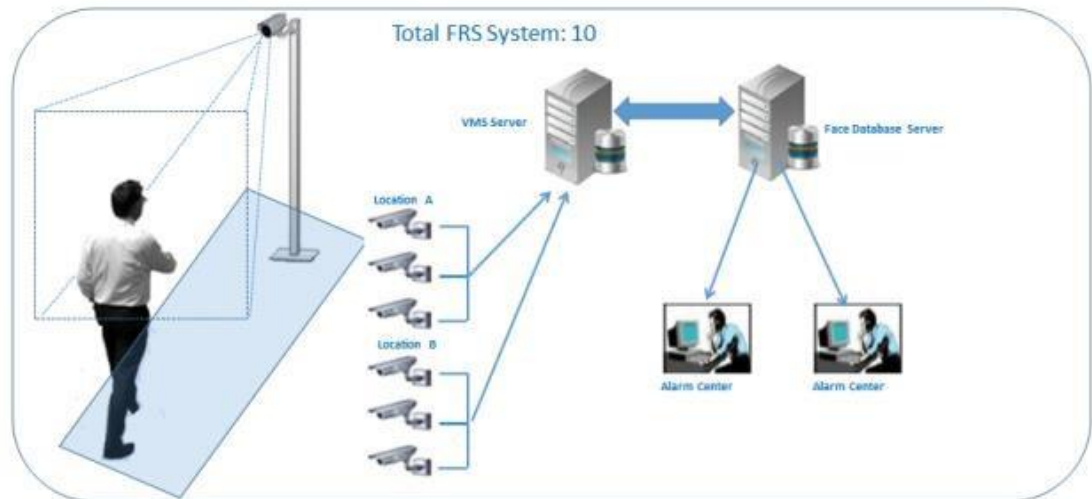 Total FRS System: 10
VMS Server
Face Database Server
Location A
Location B
Alarm Center
Alarm Center